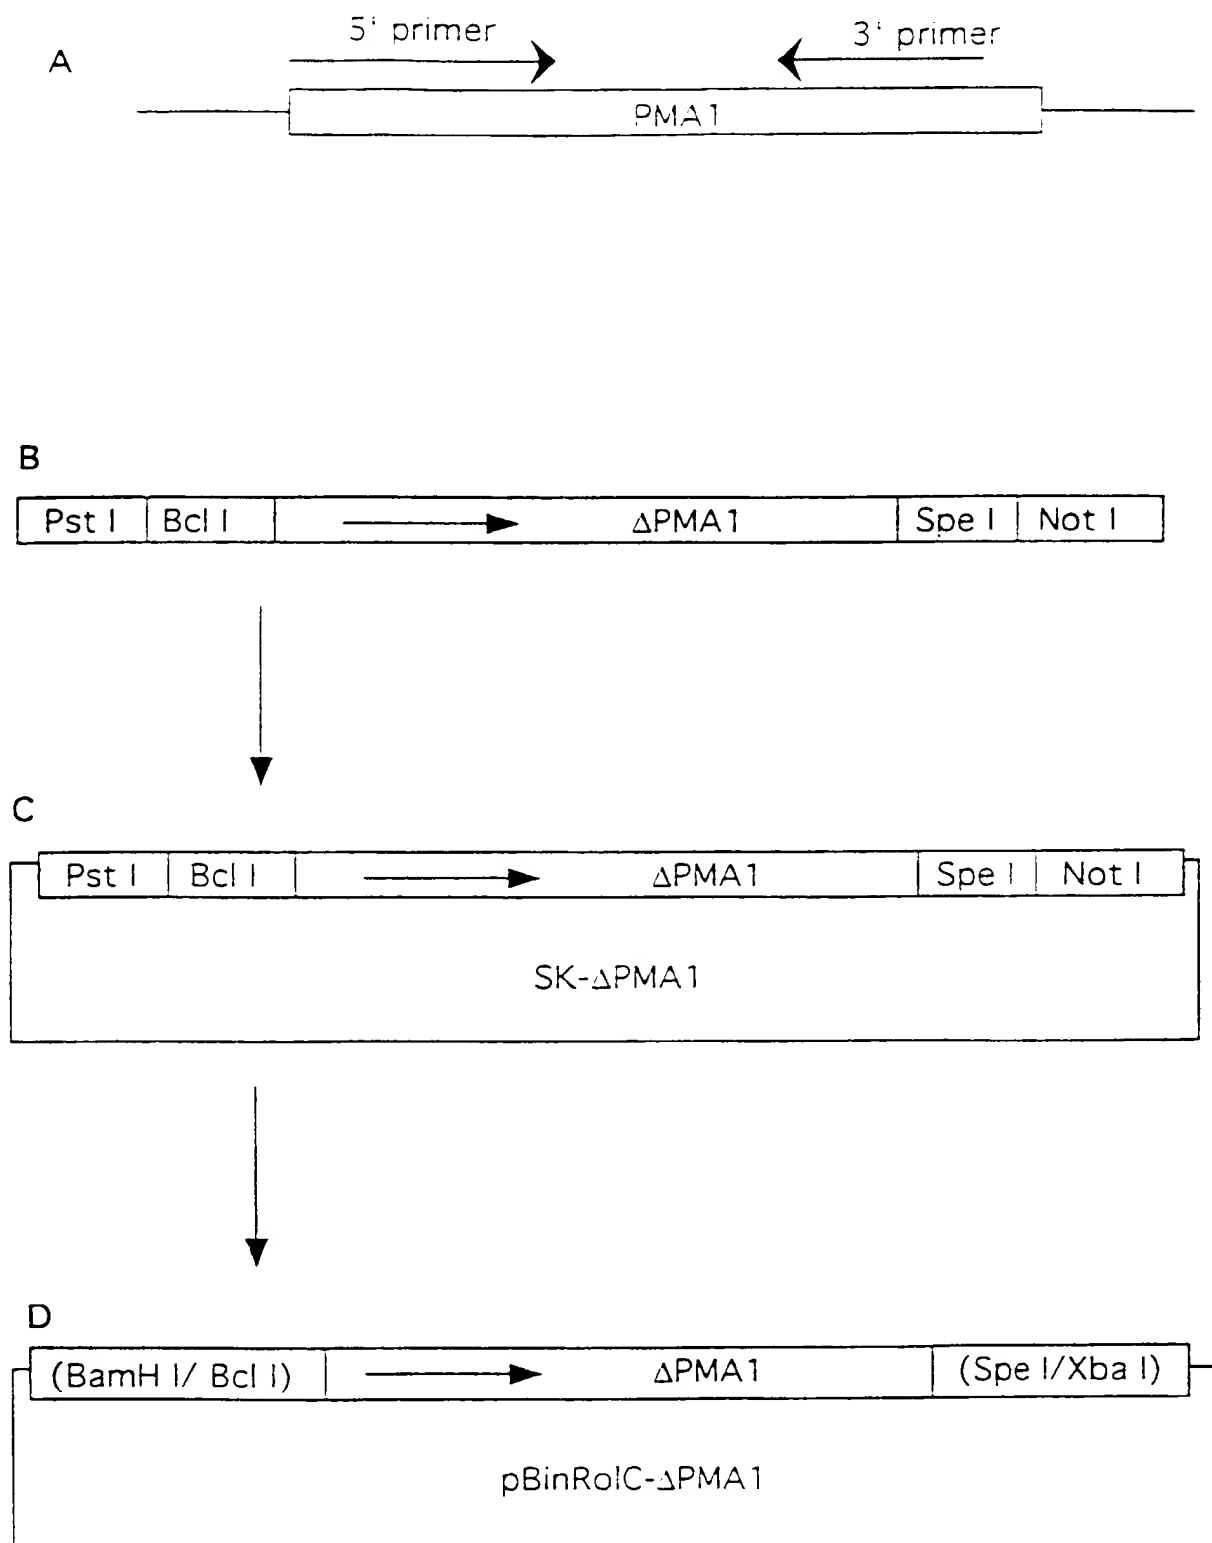 A
5' primer
3' primer
PMA1
B
Pst I Bcl I ΔPMA1 Spe I Not I
C
Pst I Bcl I ΔPMA1 Spe I Not I
SK-ΔPMA1
D
(BamH I/ Bcl I) ΔPMA1 (Spe I/Xba I)
pBinRolC-ΔPMA1